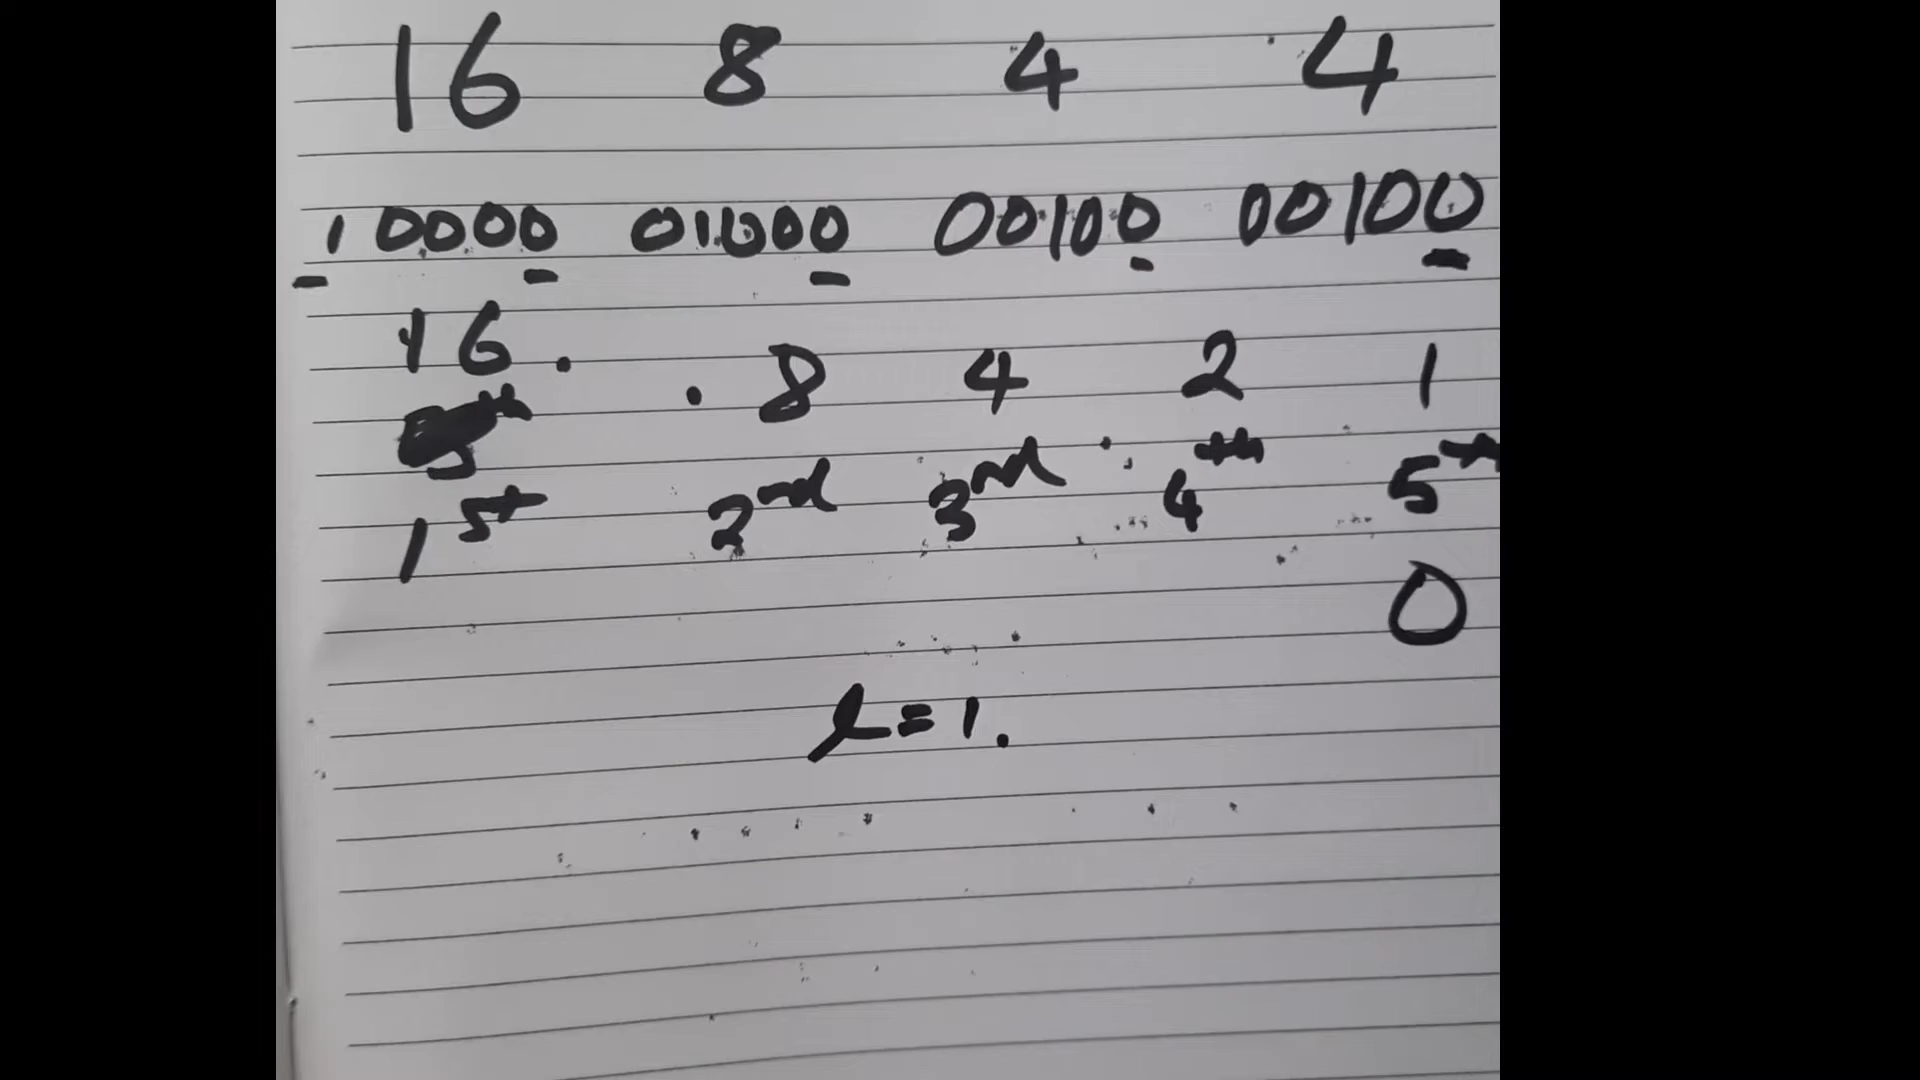 16 8 4 4
10000 01000 00100 00100
16. .8 4 2 1
1st 2nd 3nd 4th 5th
0
l=1.